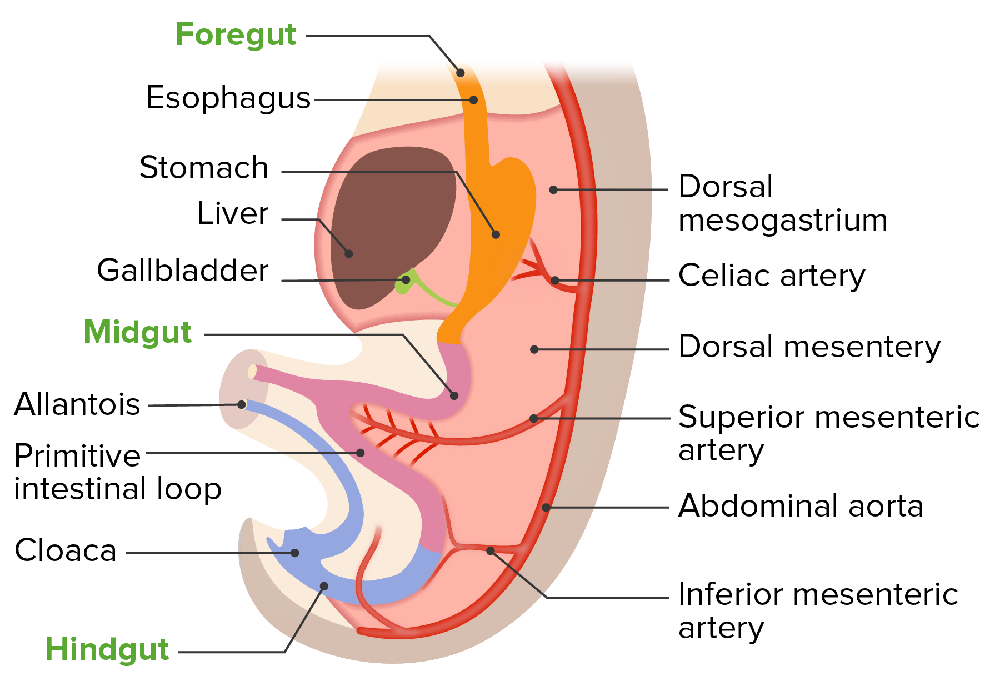 Foregut
Esophagus
Stomach
Liver
Gallbladder
Midgut
Allantois
Primitive
intestinal loop
Cloaca
Hindgut
Dorsal
mesogastrium
Celiac artery
Dorsal mesentery
Superior mesenteric
artery
Abdominal aorta
Inferior mesenteric
artery